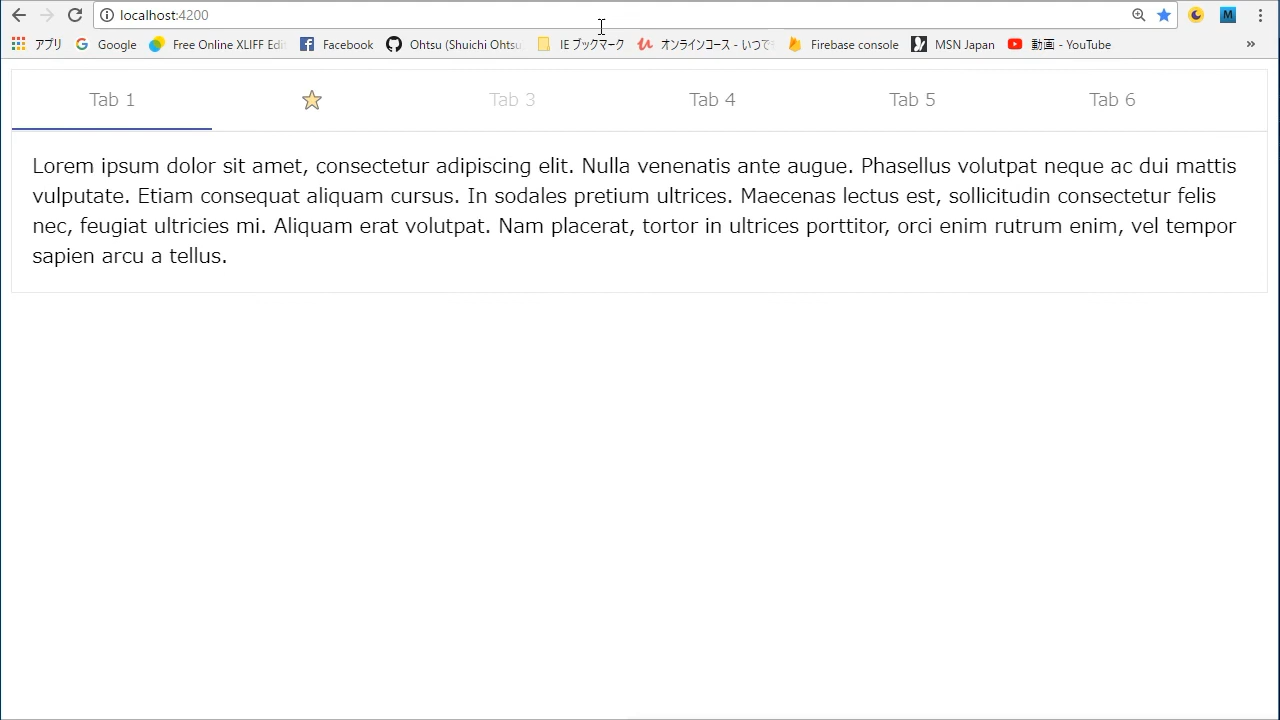 localhost:4200
アプリ Google Free Online XLIFF Edi Facebook Ohtsu (Shuichi Ohtsu IE ブックマーク オンラインコース - いつで Firebase console MSN Japan 動画 - YouTube »
Tab 1 Tab 3 Tab 4 Tab 5 Tab 6
Lorem ipsum dolor sit amet, consectetur adipiscing elit. Nulla venenatis ante augue. Phasellus volutpat neque ac dui mattis
vulputate. Etiam consequat aliquam cursus. In sodales pretium ultrices. Maecenas lectus est, sollicitudin consectetur felis
nec, feugiat ultricies mi. Aliquam erat volutpat. Nam placerat, tortor in ultrices porttitor, orci enim rutrum enim, vel tempor
sapien arcu a tellus.